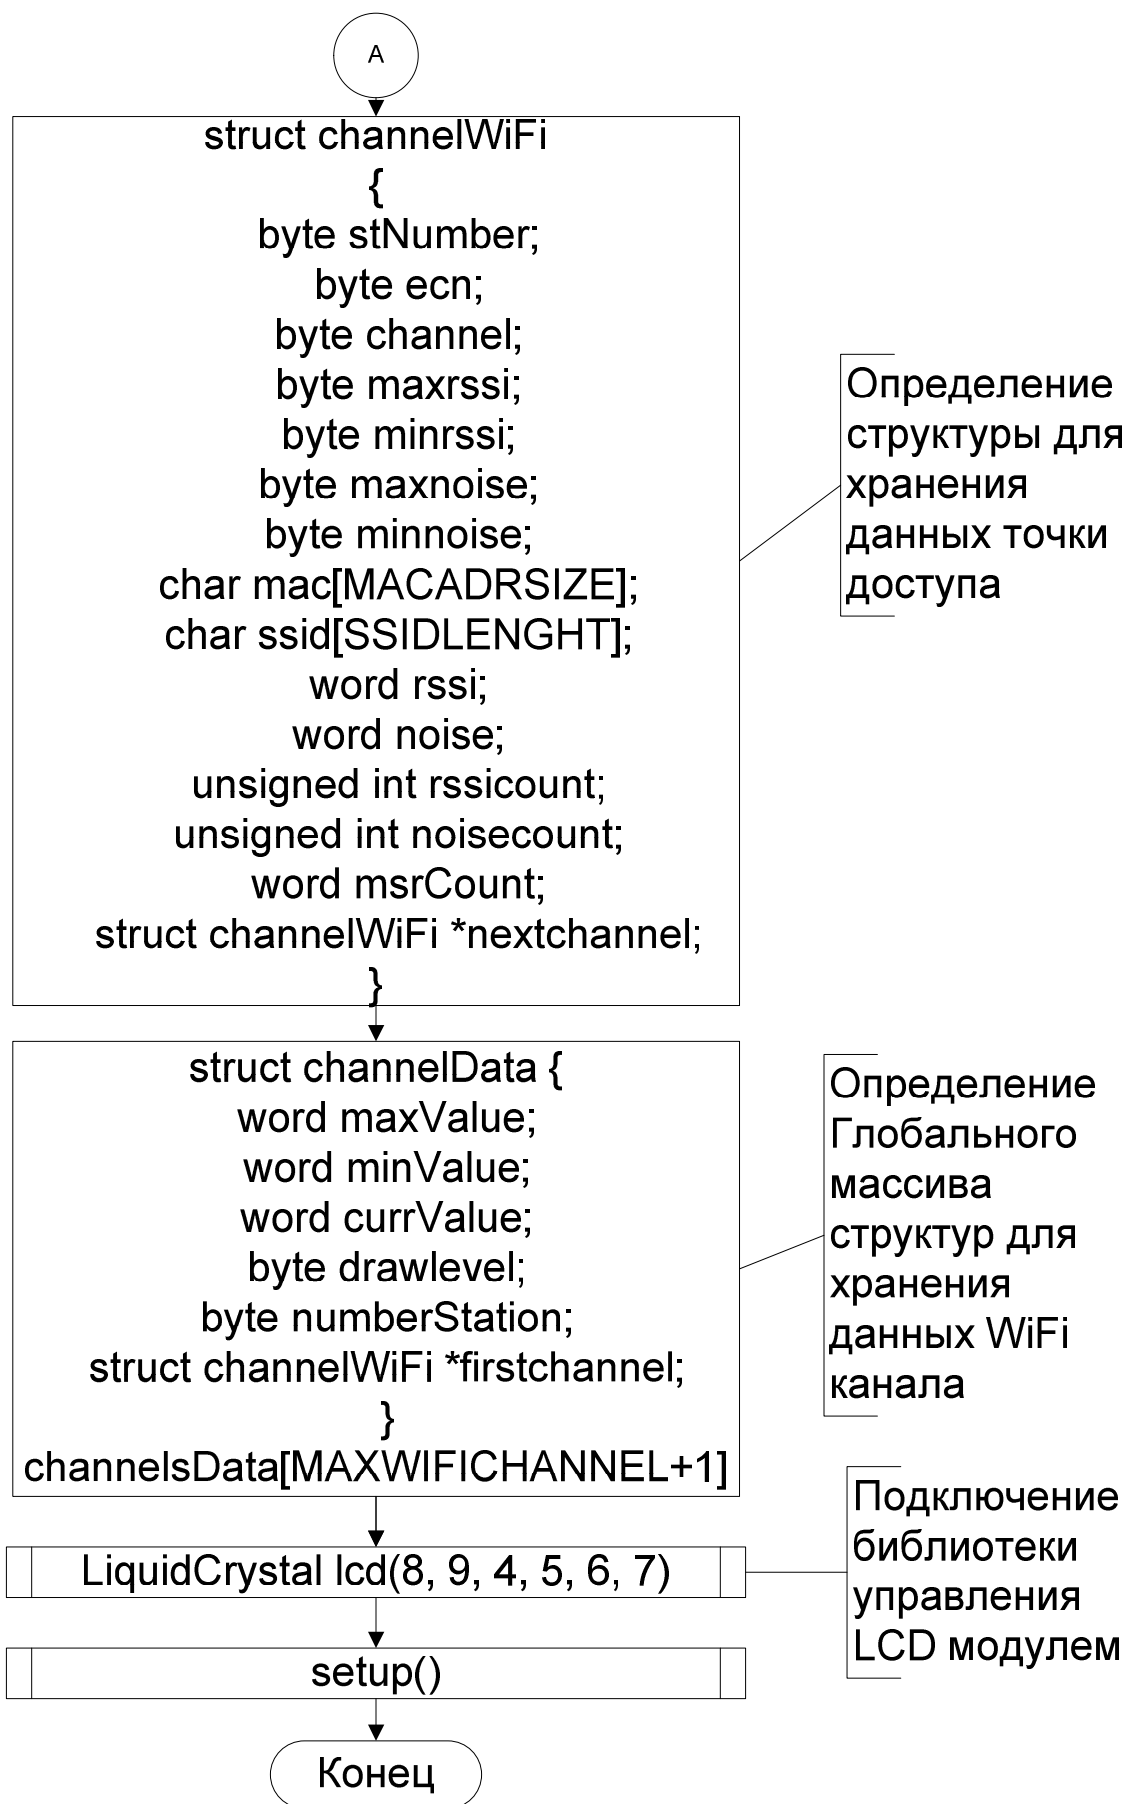 A
struct channelWiFi
{
byte stNumber;
byte ecn;
byte channel;
byte maxrssi;
byte minrssi;
byte maxnoise;
byte minnoise;
char mac[MACADRSIZE];
char ssid[SSIDLENGHT];
word rssi;
word noise;
unsigned int rssicount;
unsigned int noisecount;
word msrCount;
struct channelWiFi *nextchannel;
}
Определение
структуры для
хранения
данных точки
доступа
struct channelData {
word maxValue;
word minValue;
word currValue;
byte drawlevel;
byte numberStation;
struct channelWiFi *firstchannel;
}
channelsData[MAXWIFICHANNEL+1]
Определение
Глобального
массива
структур для
хранения
данных WiFi
канала
LiquidCrystal lcd(8, 9, 4, 5, 6, 7)
Подключение
библиотеки
управления
LCD модулем
setup()
Конец